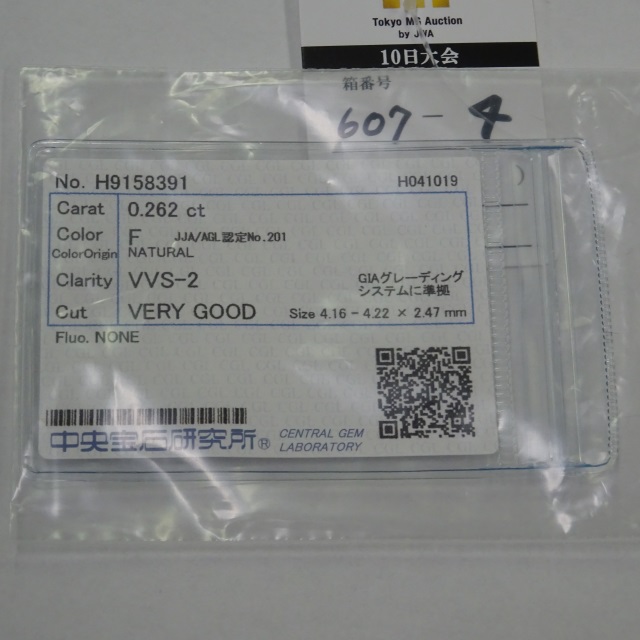 Tokyo MS Auction
by JWA
10日大会
箱番号
607-4
No. H9158391 H041019
Carat 0.262 ct
Color F JJA/AGL認定No.201
ColorOrigin NATURAL
Clarity VVS-2 GIAグレーディング
システムに準拠
Cut VERY GOOD Size 4.16 - 4.22 × 2.47 mm
Fluo. NONE
中央宝石研究所® CENTRAL GEM
LABORATORY